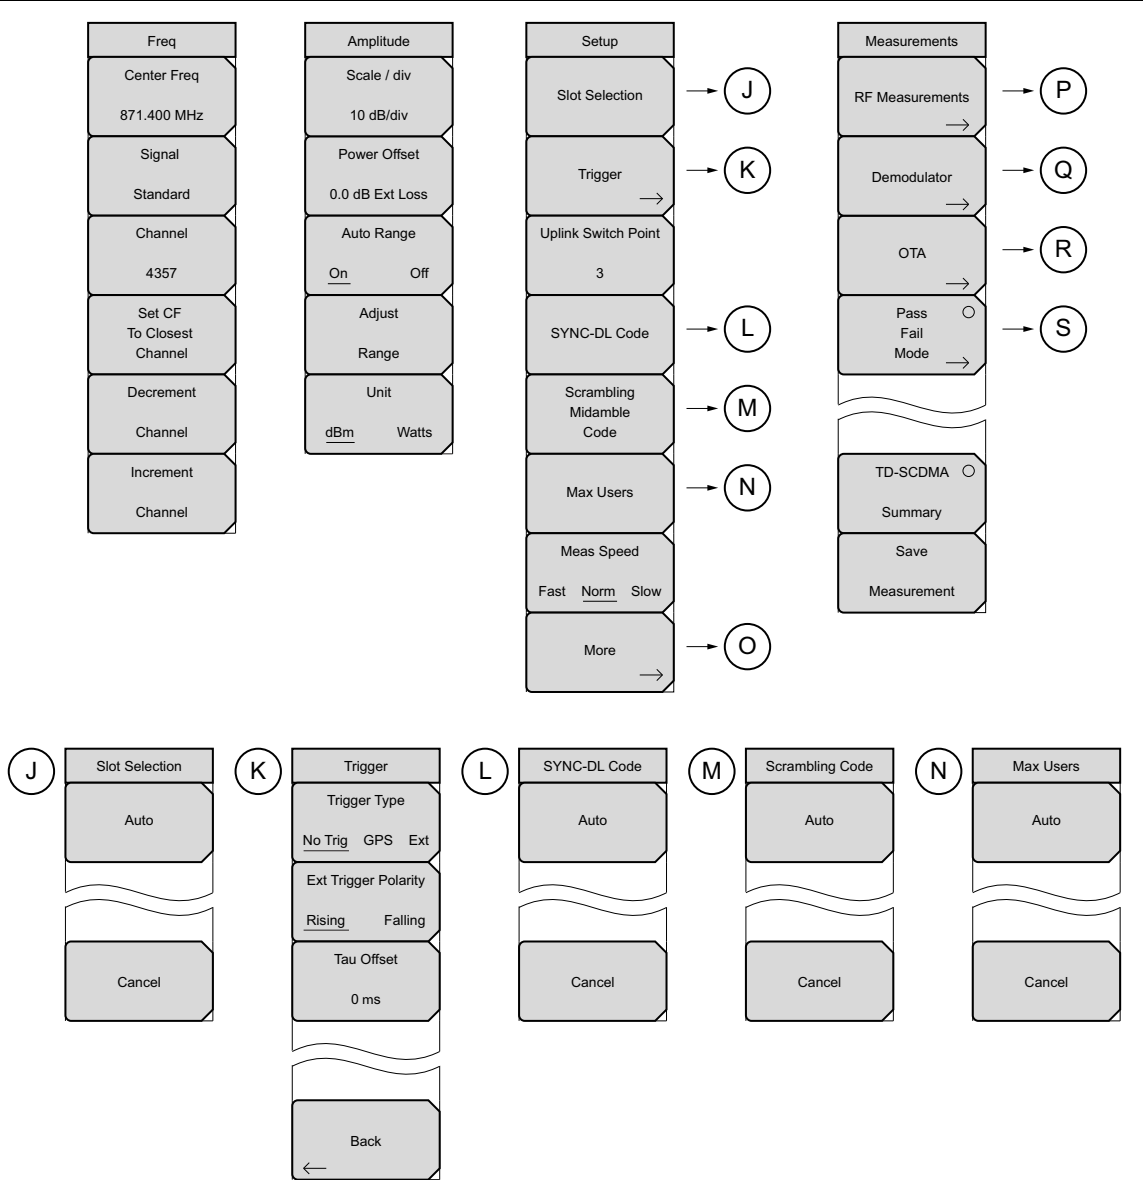 Freq
Center Freq
871.400 MHz
Signal
Standard
Channel
4357
Set CF
To Closest
Channel
Decrement
Channel
Increment
Channel
Amplitude
Scale / div
10 dB/div
Power Offset
0.0 dB Ext Loss
Auto Range
On Off
Adjust
Range
Unit
dBm Watts
Setup
Slot Selection
J
Trigger
K
Uplink Switch Point
3
SYNC-DL Code
L
Scrambling
Midamble
Code
M
Max Users
N
Meas Speed
Fast Norm Slow
More
O
Measurements
RF Measurements
P
Demodulator
Q
OTA
R
Pass
Fail
Mode
S
TD-SCDMA
Summary
Save
Measurement
J
Slot Selection
Auto
Cancel
K
Trigger
Trigger Type
No Trig GPS Ext
Ext Trigger Polarity
Rising Falling
Tau Offset
0 ms
Back
L
SYNC-DL Code
Auto
Cancel
M
Scrambling Code
Auto
Cancel
N
Max Users
Auto
Cancel